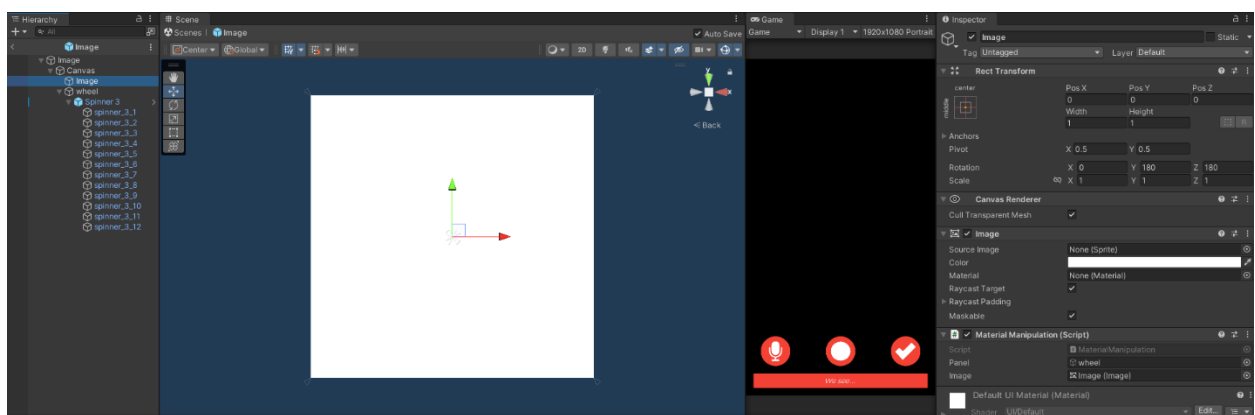 Hierarchy
All
Image
Image
Canvas
Image
wheel
Spinner 3
spinner_3_1
spinner_3_2
spinner_3_3
spinner_3_4
spinner_3_5
spinner_3_6
spinner_3_7
spinner_3_8
spinner_3_9
spinner_3_10
spinner_3_11
spinner_3_12
Scene
Scenes | Image
Auto Save
Center
Global
2D
y
x
< Back
Game
Game Display 1 1920x1080 Portrait
We see...
Inspector
Image Static
Tag Untagged Layer Default
Rect Transform
center Pos X Pos Y Pos Z
middle 0 0 0
Width Height
1 1 R
Anchors
Pivot X 0.5 Y 0.5
Rotation X 0 Y 180 Z 180
Scale X 1 Y 1 Z 1
Canvas Renderer
Cull Transparent Mesh
Image
Source Image None (Sprite)
Color
Material None (Material)
Raycast Target
Raycast Padding
Maskable
# Material Manipulation (Script)
Script MaterialManipulation
Panel wheel
Image Image (Image)
Default UI Material (Material)
Shader UI/Default Edit...